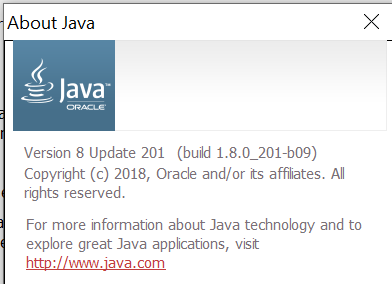 About Java
Java™
ORACLE
Version 8 Update 201 (build 1.8.0_201-b09)
Copyright (c) 2018, Oracle and/or its affiliates. All
rights reserved.
For more information about Java technology and to
explore great Java applications, visit
http://www.java.com